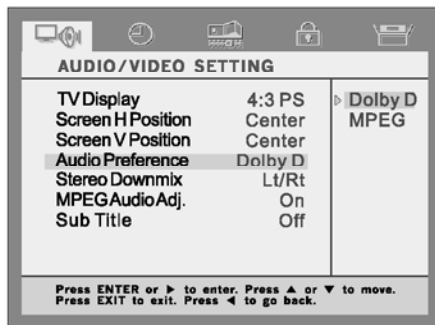 AUDIO/VIDEO SETTING
TV Display 4:3 PS ▷ Dolby D
Screen H Position Center MPEG
Screen V Position Center
Audio Preference Dolby D
Stereo Downmix Lt/Rt
MPEG Audio Adj. On
Sub Title Off
Press ENTER or ▶ to enter. Press ▲ or ▼ to move.
Press EXIT to exit. Press ◀ to go back.